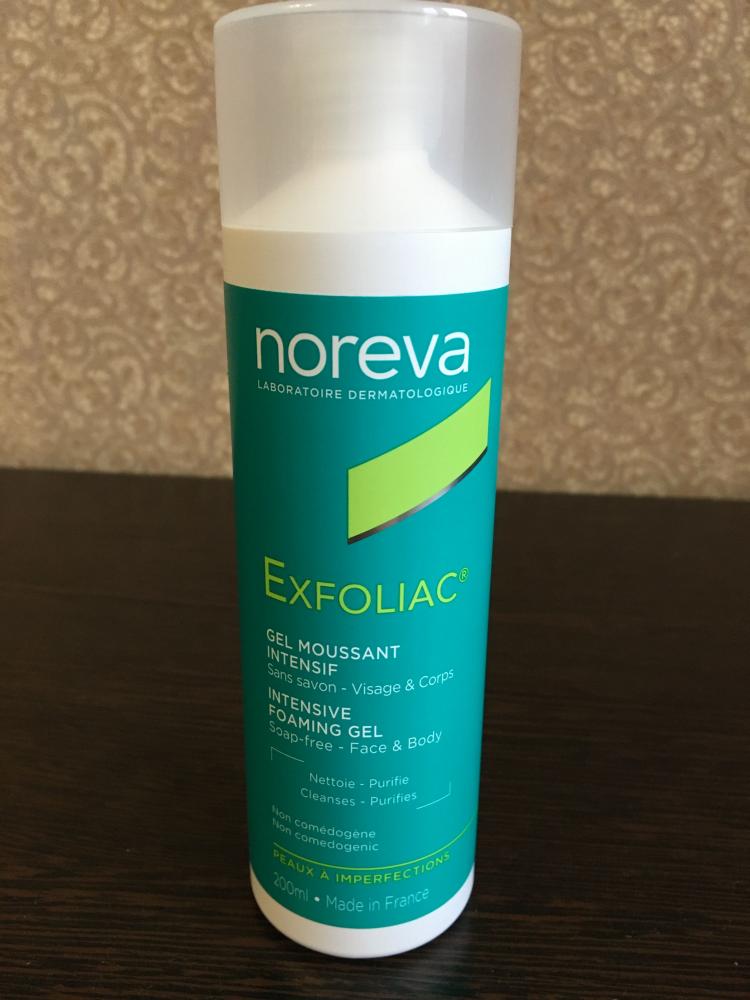 noreva
LABORATOIRE DERMATOLOGIQUE
EXFOLIAC®
GEL MOUSSANT
INTENSIF
Sans savon - Visage & Corps
INTENSIVE
FOAMING GEL
Soap-free - Face & Body
Nettoie - Purifie
Cleanses - Purifies
Non comédogène
Non comedogenic
PEAUX À IMPERFECTIONS
200ml • Made in France